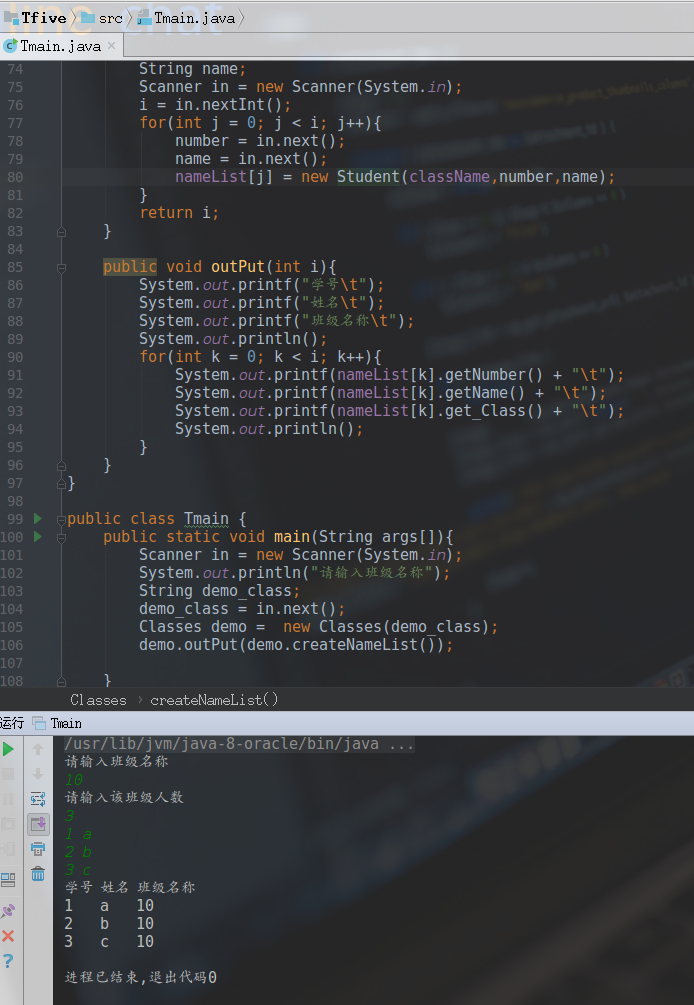 Tfive src Tmain.java
Tmain.java
74 String name;
75 Scanner in = new Scanner(System.in);
76 i = in.nextInt();
77 for(int j = 0; j < i; j++){
78 number = in.next();
79 name = in.next();
80 nameList[j] = new Student(className,number,name);
81 }
82 return i;
83 }
84
85 public void outPut(int i){
86 System.out.printf("学号\t");
87 System.out.printf("姓名\t");
88 System.out.printf("班级名称\t");
89 System.out.println();
90 for(int k = 0; k < i; k++){
91 System.out.printf(nameList[k].getNumber() + "\t");
92 System.out.printf(nameList[k].getName() + "\t");
93 System.out.printf(nameList[k].get_Class() + "\t");
94 System.out.println();
95 }
96 }
97 }
98
99 public class Tmain {
100 public static void main(String args[]){
101 Scanner in = new Scanner(System.in);
102 System.out.println("请输入班级名称");
103 String demo_class;
104 demo_class = in.next();
105 Classes demo =  new Classes(demo_class);
106 demo.outPut(demo.createNameList());
107
108 }
Classes › createNameList()
运行 Tmain
/usr/lib/jvm/java-8-oracle/bin/java ...
请输入班级名称
10
请输入该班级人数
3
1 a
2 b
3 c
学号 姓名 班级名称
1 a 10
2 b 10
3 c 10
进程已结束,退出代码0